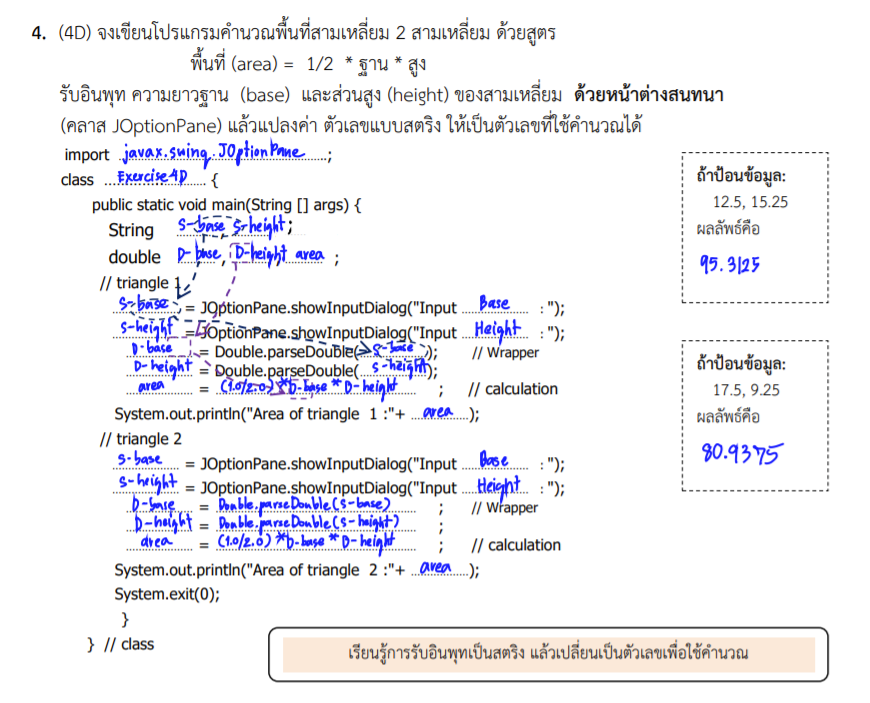 4. (4D) จงเขียนโปรแกรมคำนวณพื้นที่สามเหลี่ยม 2 สามเหลี่ยม ด้วยสูตร
พื้นที่ (area) = 1/2 * ฐาน * สูง
รับอินพุท ความยาวฐาน (base) และส่วนสูง (height) ของสามเหลี่ยม ด้วยหน้าต่างสนทนา
(คลาส JOptionPane) แล้วแปลงค่า ตัวเลขแบบสตริง ให้เป็นตัวเลขที่ใช้คำนวณได้
import javax.swing.JOptionPane ;
class Exercise4D {
public static void main(String [] args) {
String s-base, s-height;
double D-base, D-height area ;
// triangle 1
s-base = JOptionPane.showInputDialog("Input Base : ");
s-height = JOptionPane.showInputDialog("Input Height : ");
D-base = Double.parseDouble( s-base ); // Wrapper
D-height = Double.parseDouble( s-height );
area = (1.0/2.0) *D-base * D-height ; // calculation
System.out.println("Area of triangle 1 :"+ area );
// triangle 2
s-base = JOptionPane.showInputDialog("Input Base : ");
s-height = JOptionPane.showInputDialog("Input Height : ");
D-base = Double.parseDouble(s-base) ; // Wrapper
D-height = Double.parseDouble(s-height) ;
area = (1.0/2.0) *D-base * D-height ; // calculation
System.out.println("Area of triangle 2 :"+ area );
System.exit(0);
}
} // class
ถ้าป้อนข้อมูล:
12.5, 15.25
ผลลัพธ์คือ
95.3125
ถ้าป้อนข้อมูล:
17.5, 9.25
ผลลัพธ์คือ
80.9375
เรียนรู้การรับอินพุทเป็นสตริง แล้วเปลี่ยนเป็นตัวเลขเพื่อใช้คำนวณ